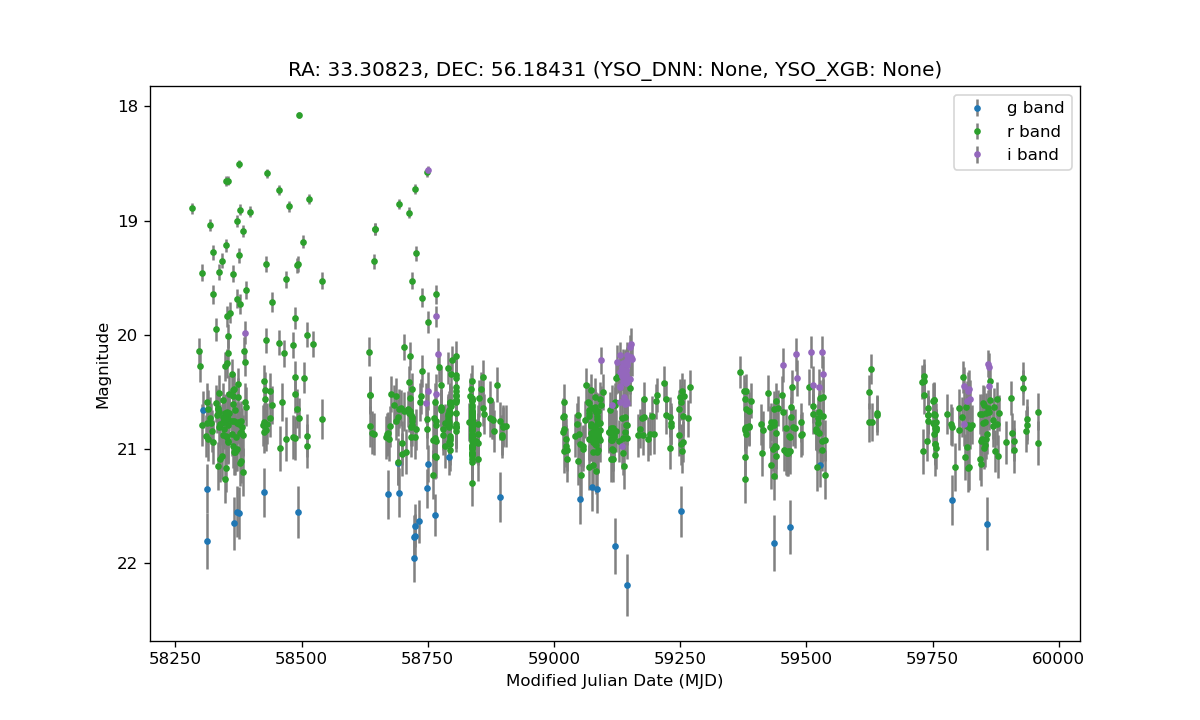 RA: 33.30823, DEC: 56.18431 (YSO_DNN: None, YSO_XGB: None)
g band
r band
i band
18
19
20
21
22
Magnitude
58250 58500 58750 59000 59250 59500 59750 60000
Modified Julian Date (MJD)